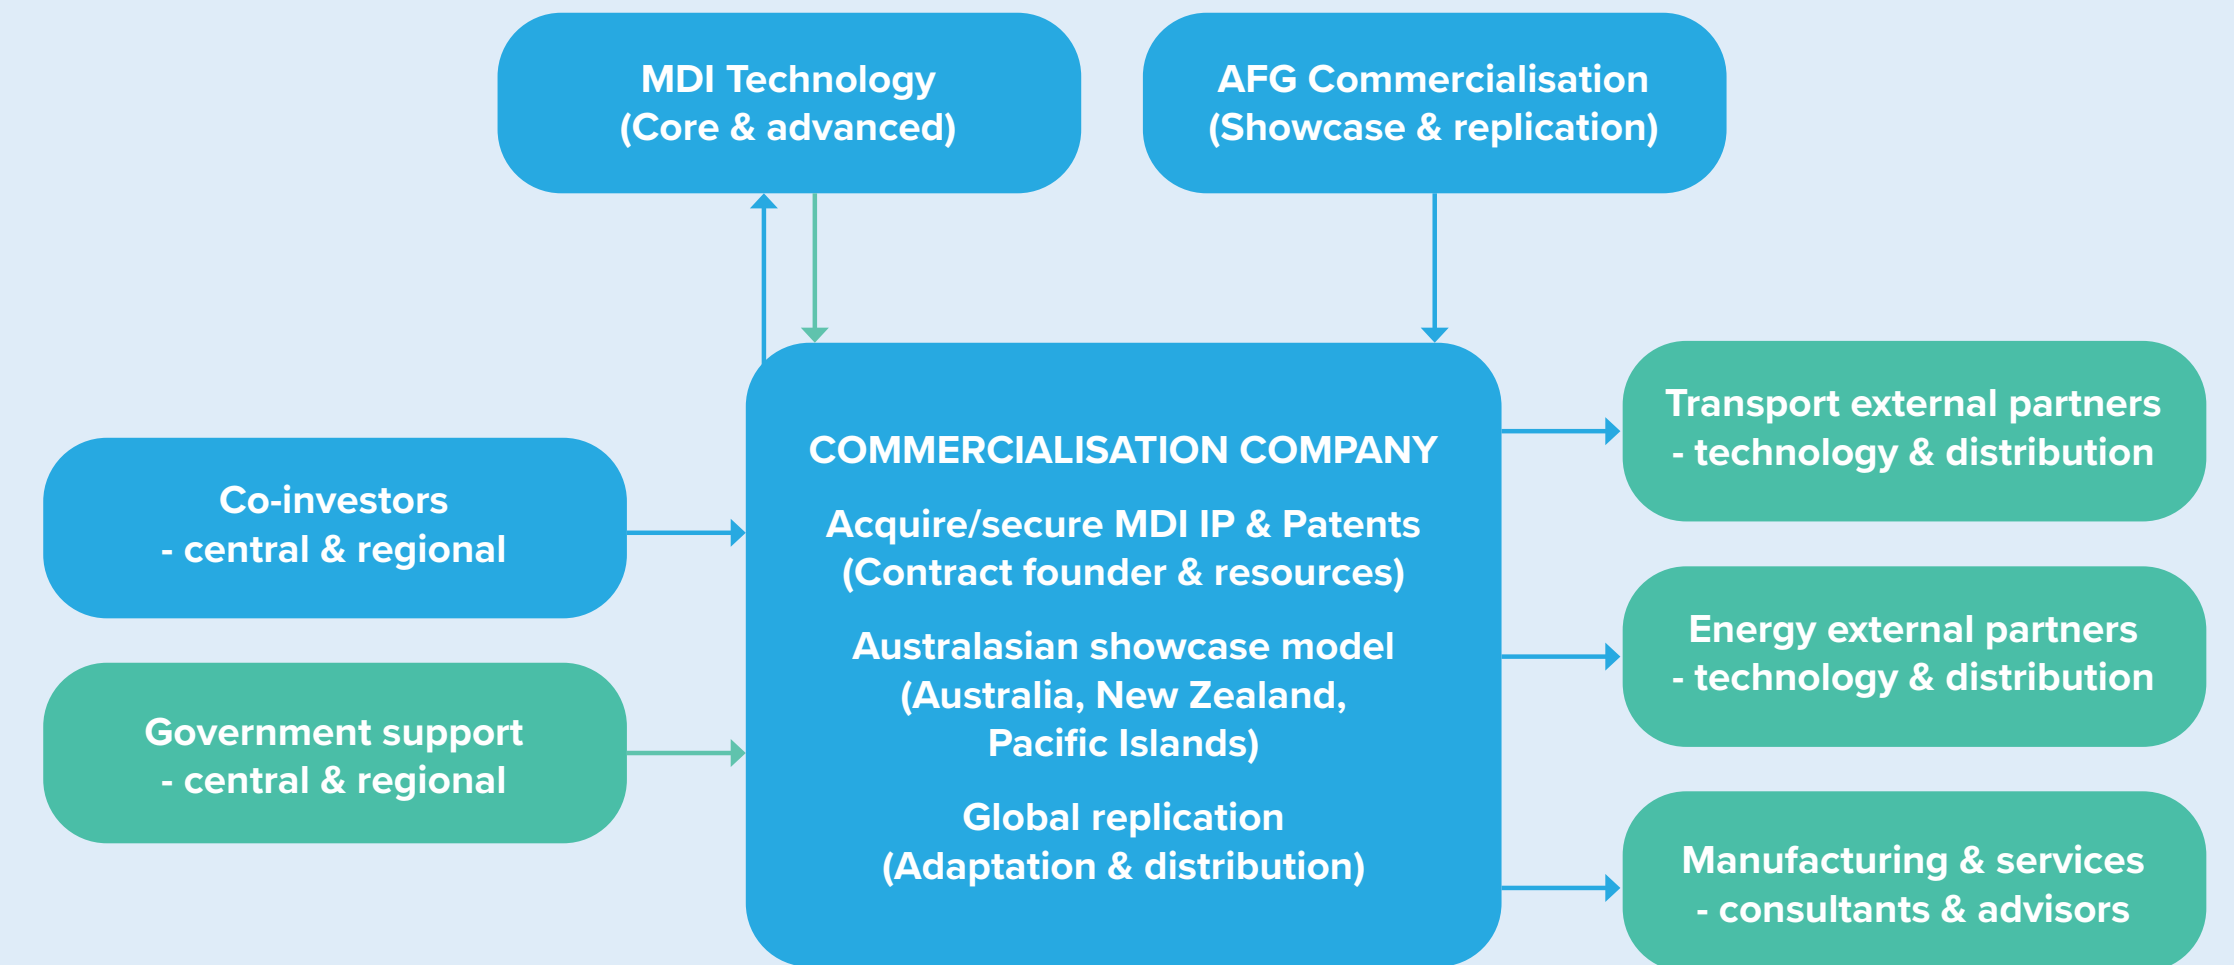 MDI Technology
(Core & advanced)
AFG Commercialisation
(Showcase & replication)
Co-investors
- central & regional
Government support
- central & regional
COMMERCIALISATION COMPANY
Acquire/secure MDI IP & Patents
(Contract founder & resources)
Australasian showcase model
(Australia, New Zealand,
Pacific Islands)
Global replication
(Adaptation & distribution)
Transport external partners
- technology & distribution
Energy external partners
- technology & distribution
Manufacturing & services
- consultants & advisors